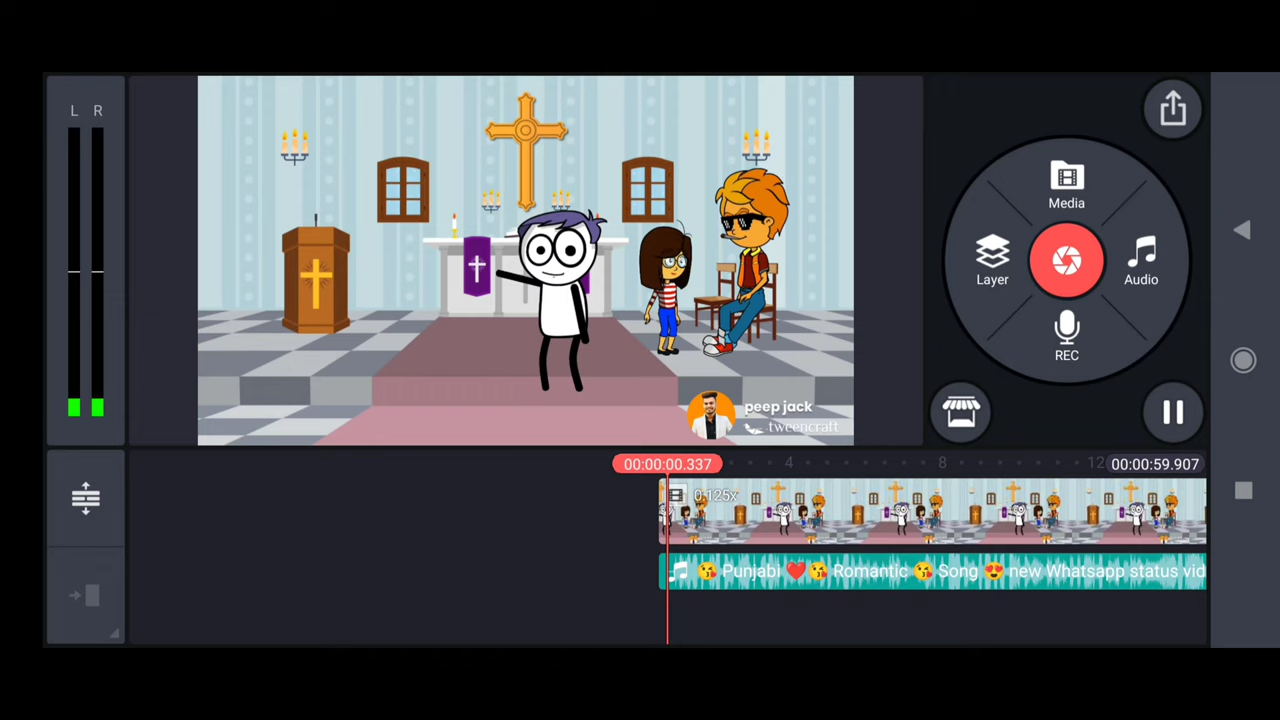 L R
Media
Layer
Audio
REC
peep jack
tweencraft
00:00:00.337
4
8
12
00:00:59.907
0.125x
😘 Punjabi ❤️😘 Romantic 😘 Song 😍 new Whatsapp status vid